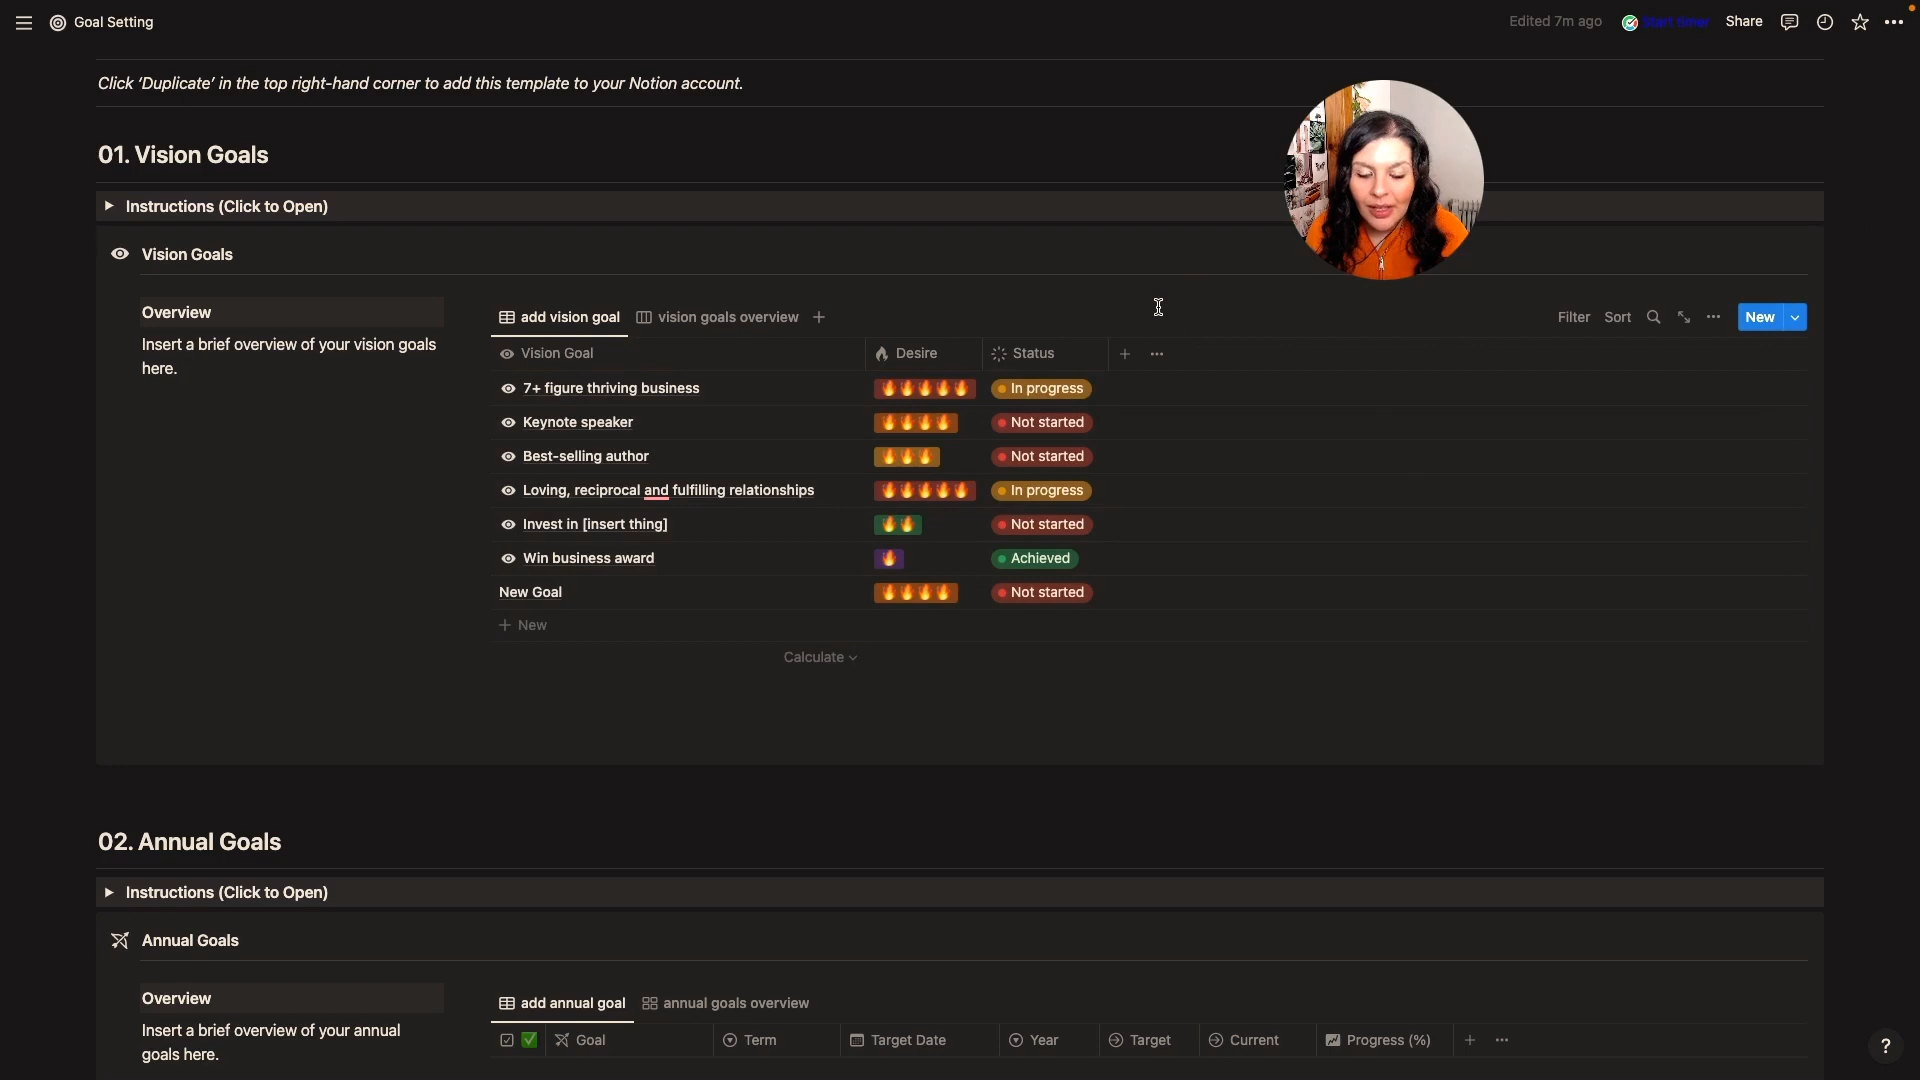 Goal Setting
Edited 7m ago
Start timer
Share
Click ‘Duplicate’ in the top right-hand corner to add this template to your Notion account.
01. Vision Goals
Instructions (Click to Open)
Vision Goals
Overview
Insert a brief overview of your vision goals
here.
add vision goal
vision goals overview
Filter
Sort
New
Vision Goal
Desire
Status
7+ figure thriving business
In progress
Keynote speaker
Not started
Best-selling author
Not started
Loving, reciprocal and fulfilling relationships
In progress
Invest in [insert thing]
Not started
Win business award
Achieved
New Goal
Not started
New
Calculate
02. Annual Goals
Instructions (Click to Open)
Annual Goals
Overview
Insert a brief overview of your annual
goals here.
add annual goal
annual goals overview
Goal
Term
Target Date
Year
Target
Current
Progress (%)
?